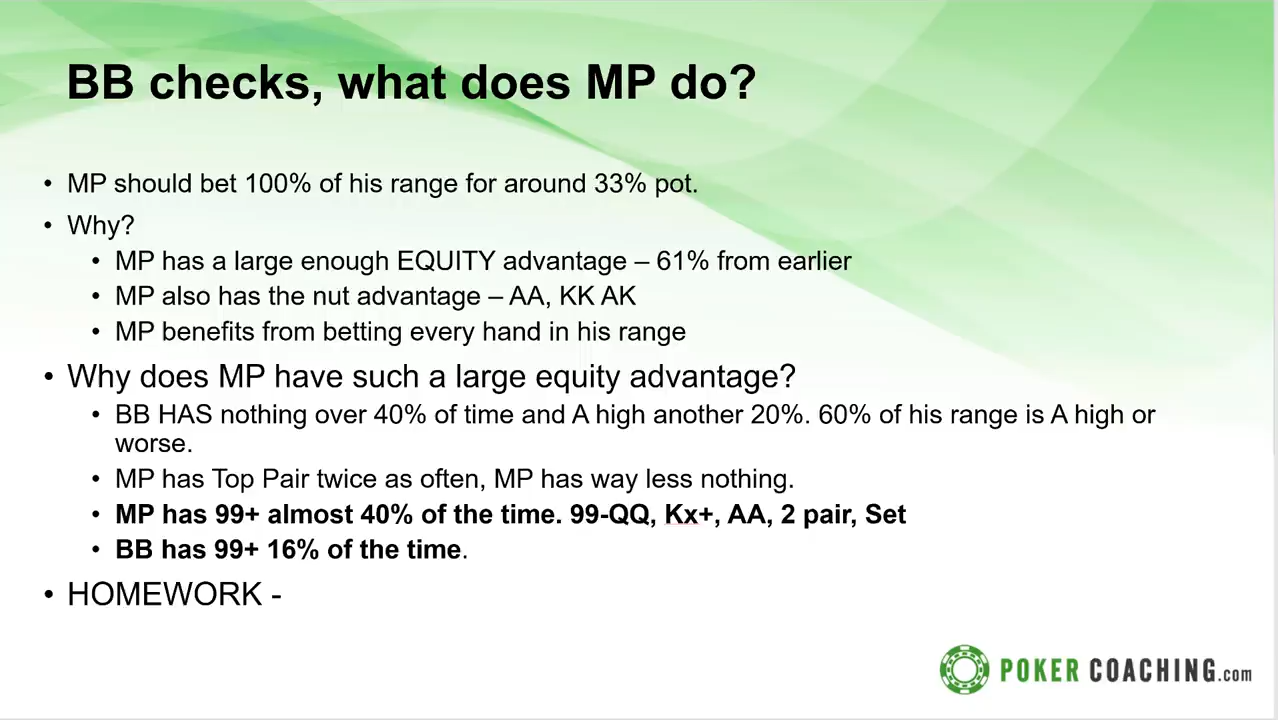 BB checks, what does MP do?
• MP should bet 100% of his range for around 33% pot.
• Why?
• MP has a large enough EQUITY advantage – 61% from earlier
• MP also has the nut advantage – AA, KK AK
• MP benefits from betting every hand in his range
• Why does MP have such a large equity advantage?
• BB HAS nothing over 40% of time and A high another 20%. 60% of his range is A high or
worse.
• MP has Top Pair twice as often, MP has way less nothing.
• MP has 99+ almost 40% of the time. 99-QQ, Kx+, AA, 2 pair, Set
• BB has 99+ 16% of the time.
• HOMEWORK -
POKER COACHING.com